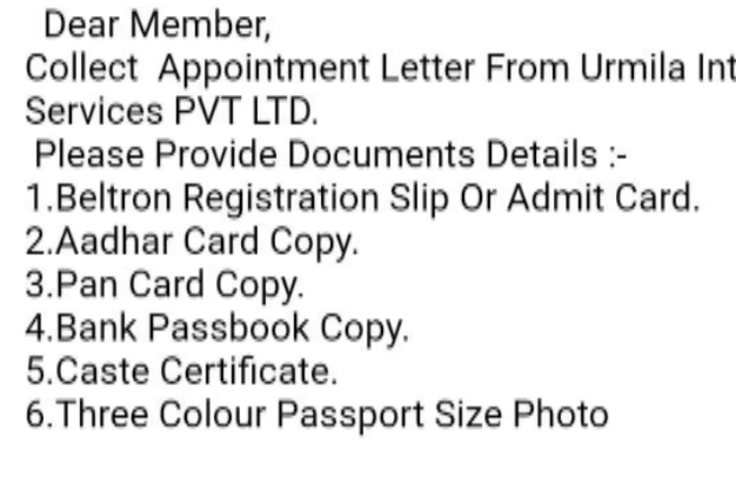 Dear Member,
Collect Appointment Letter From Urmila Int
Services PVT LTD.
Please Provide Documents Details :-
1.Beltron Registration Slip Or Admit Card.
2.Aadhar Card Copy.
3.Pan Card Copy.
4.Bank Passbook Copy.
5.Caste Certificate.
6.Three Colour Passport Size Photo